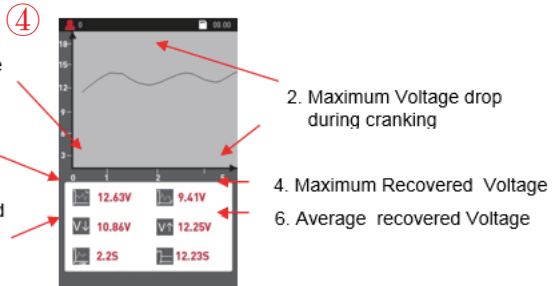 ④
0 00:00
18
15
12
9
6
3
0 1 2 5
e
d
2. Maximum Voltage drop
during cranking
4. Maximum Recovered Voltage
6. Average recovered Voltage
12.63V 9.41V
V↓ 10.86V V↑ 12.25V
2.2S 12.23S